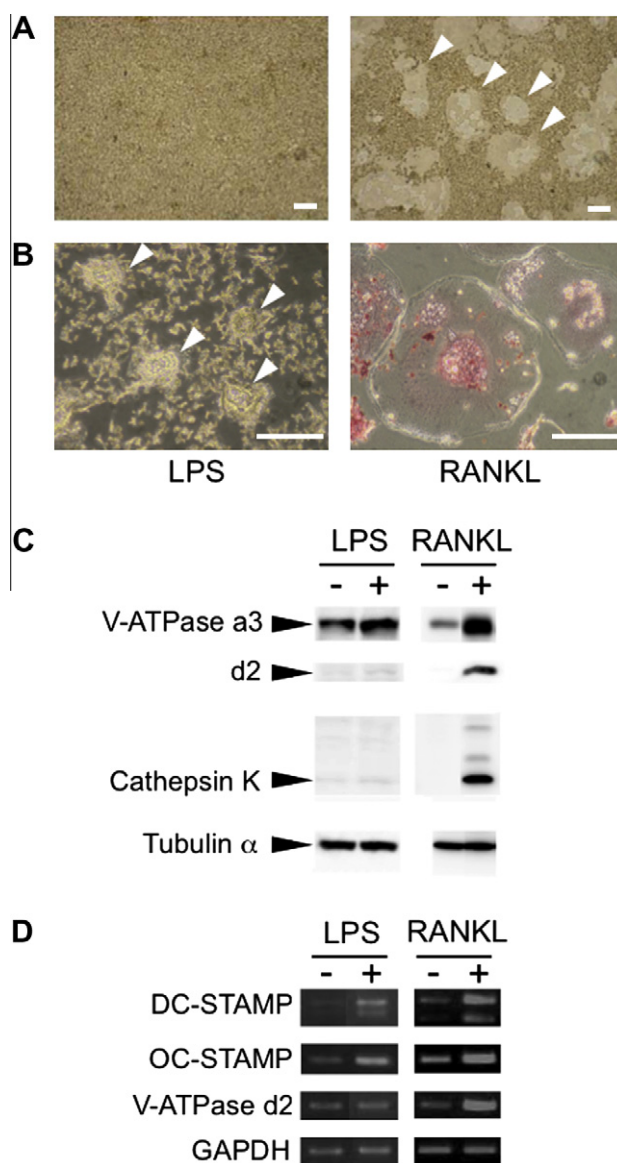 A
B
LPS RANKL
C
LPS RANKL
- + - +
V-ATPase a3
d2
Cathepsin K
Tubulin α
D
LPS RANKL
- + - +
DC-STAMP
OC-STAMP
V-ATPase d2
GAPDH